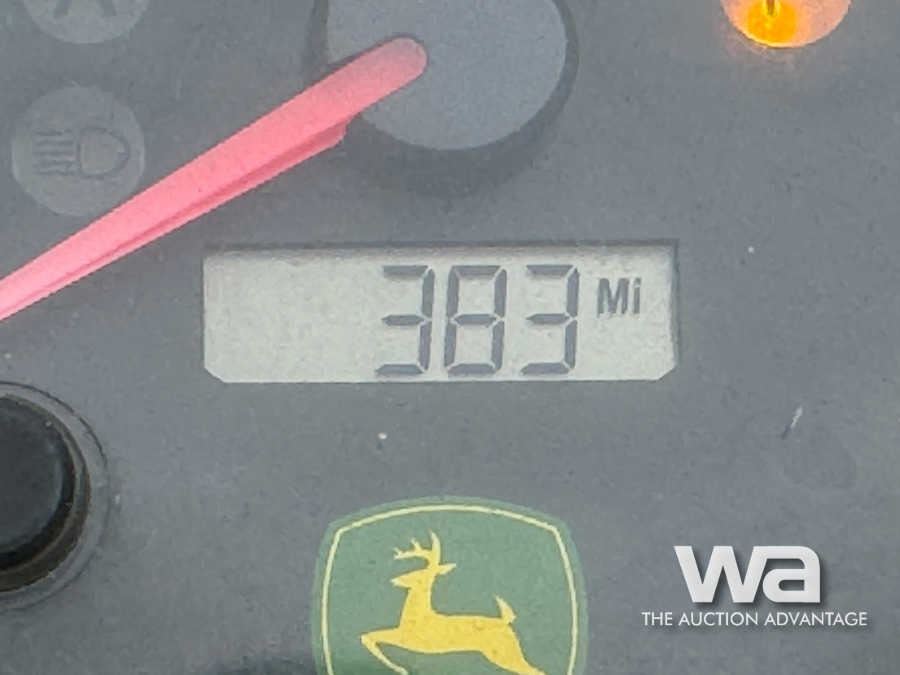 383 Mi
wa
THE AUCTION ADVANTAGE